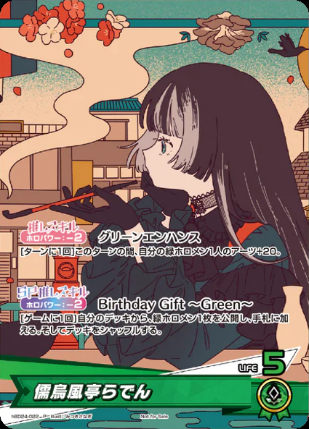 推しスキル
ホロパワー：－2
グリーンエンハンス
[ターンに1回]このターンの間、自分の緑ホロメン1人のアーツ+20。
SP推しスキル
ホロパワー：－2
Birthday Gift ～Green～
[ゲームに1回]自分のデッキから、緑ホロメン1枚を公開し、手札に加
える。そしてデッキをシャッフルする。
LIFE 5
儒烏風亭らでん
Not for Sale